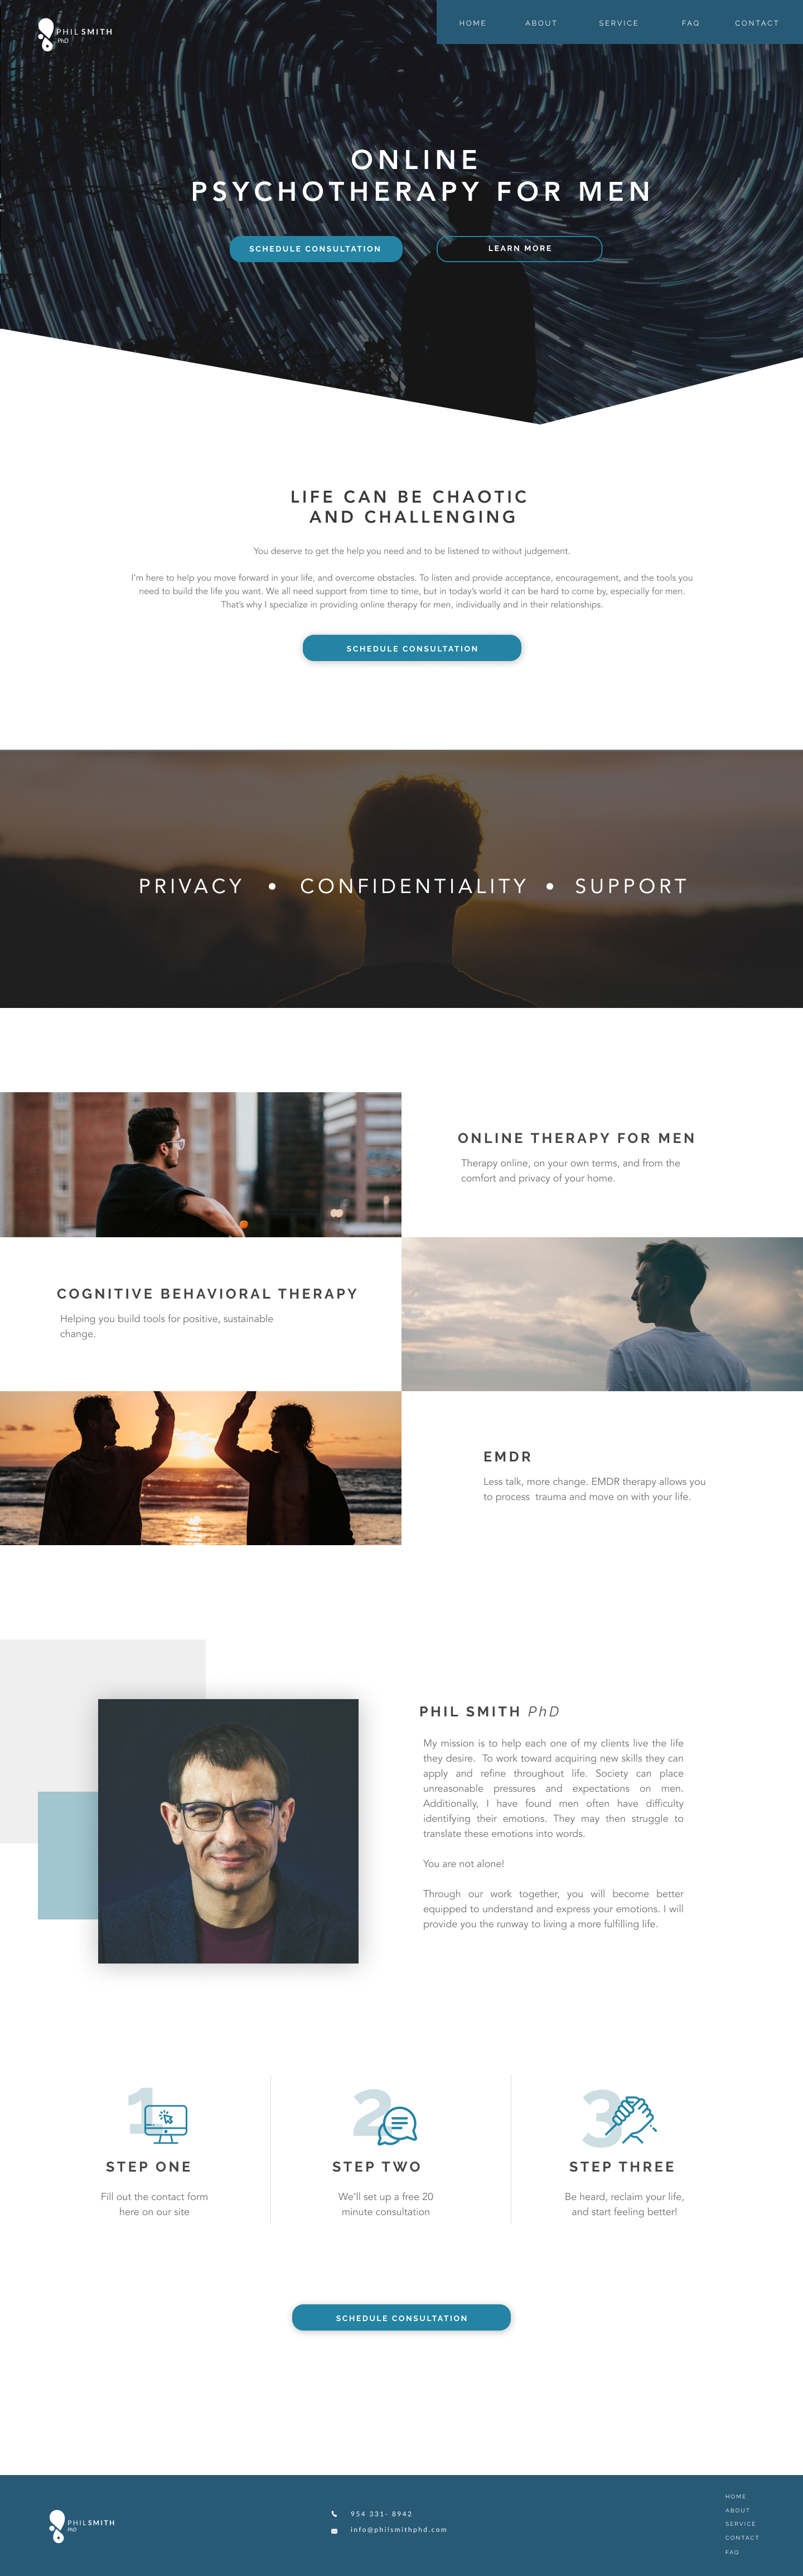 PHILSMITH
PhD
HOME ABOUT SERVICE FAQ CONTACT
ONLINE
PSYCHOTHERAPY FOR MEN
SCHEDULE CONSULTATION
LEARN MORE
LIFE CAN BE CHAOTIC
AND CHALLENGING
You deserve to get the help you need and to be listened to without judgement.
I'm here to help you move forward in your life, and overcome obstacles. To listen and provide acceptance, encouragement, and the tools you
need to build the life you want. We all need support from time to time, but in today's world it can be hard to come by, especially for men.
That's why I specialize in providing online therapy for men, individually and in their relationships.
SCHEDULE CONSULTATION
PRIVACY • CONFIDENTIALITY • SUPPORT
ONLINE THERAPY FOR MEN
Therapy online, on your own terms, and from the
comfort and privacy of your home.
COGNITIVE BEHAVIORAL THERAPY
Helping you build tools for positive, sustainable
change.
EMDR
Less talk, more change. EMDR therapy allows you
to process trauma and move on with your life.
PHIL SMITH PhD
My mission is to help each one of my clients live the life
they desire. To work toward acquiring new skills they can
apply and refine throughout life. Society can place
unreasonable pressures and expectations on men.
Additionally, I have found men often have difficulty
identifying their emotions. They may then struggle to
translate these emotions into words.
You are not alone!
Through our work together, you will become better
equipped to understand and express your emotions. I will
provide you the runway to living a more fulfilling life.
1
STEP ONE
Fill out the contact form
here on our site
2
STEP TWO
We'll set up a free 20
minute consultation
3
STEP THREE
Be heard, reclaim your life,
and start feeling better!
SCHEDULE CONSULTATION
PHILSMITH
PhD
954 331- 8942
info@philsmithphd.com
HOME
ABOUT
SERVICE
CONTACT
FAQ